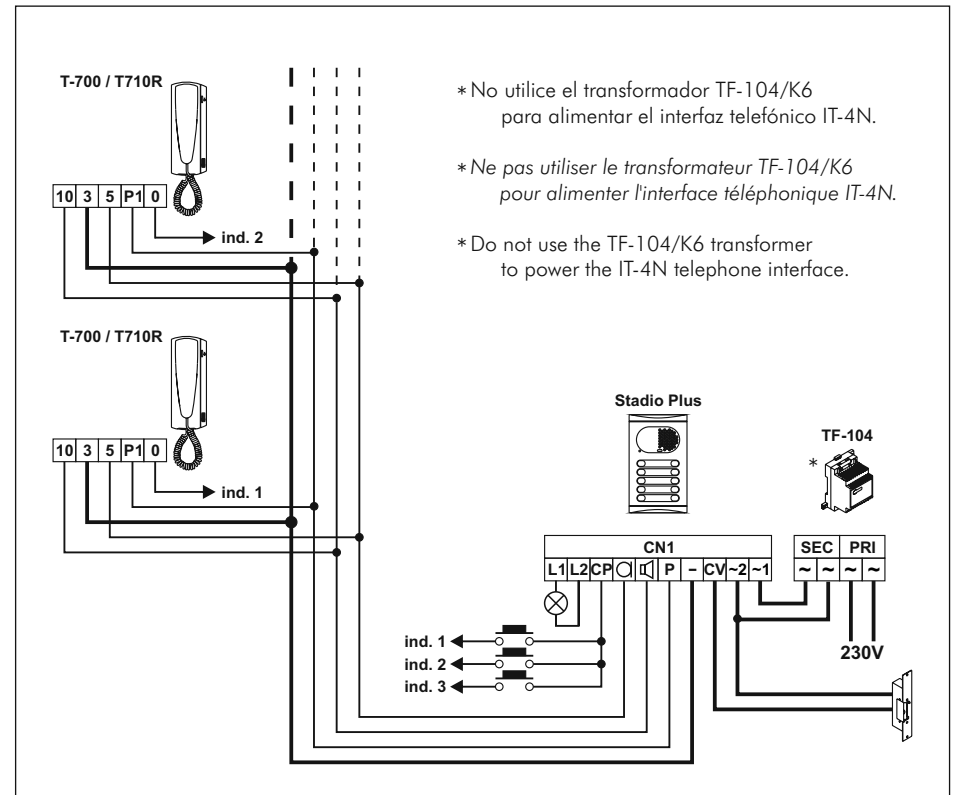 T-700 / T710R
10 3 5 P1 0
ind. 2
T-700 / T710R
10 3 5 P1 0
ind. 1
* No utilice el transformador TF-104/K6
para alimentar el interfaz telefónico IT-4N.
* Ne pas utiliser le transformateur TF-104/K6
pour alimenter l'interface téléphonique IT-4N.
* Do not use the TF-104/K6 transformer
to power the IT-4N telephone interface.
Stadio Plus
TF-104
*
CN1
L1 L2 CP P – CV ~2 ~1
SEC PRI
~ ~ ~ ~
230V
ind. 1
ind. 2
ind. 3